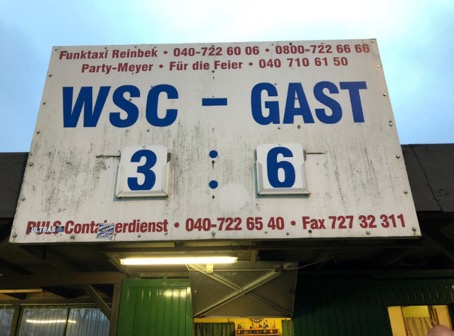 Funktaxi Reinbek • 040-722 60 06 • 0800-722 66 66
Party-Meyer • Für die Feier • 040 710 61 50
WSC - GAST
3 : 6
Containerdienst • 040-722 65 40 • Fax 727 32 311
ULTRAS